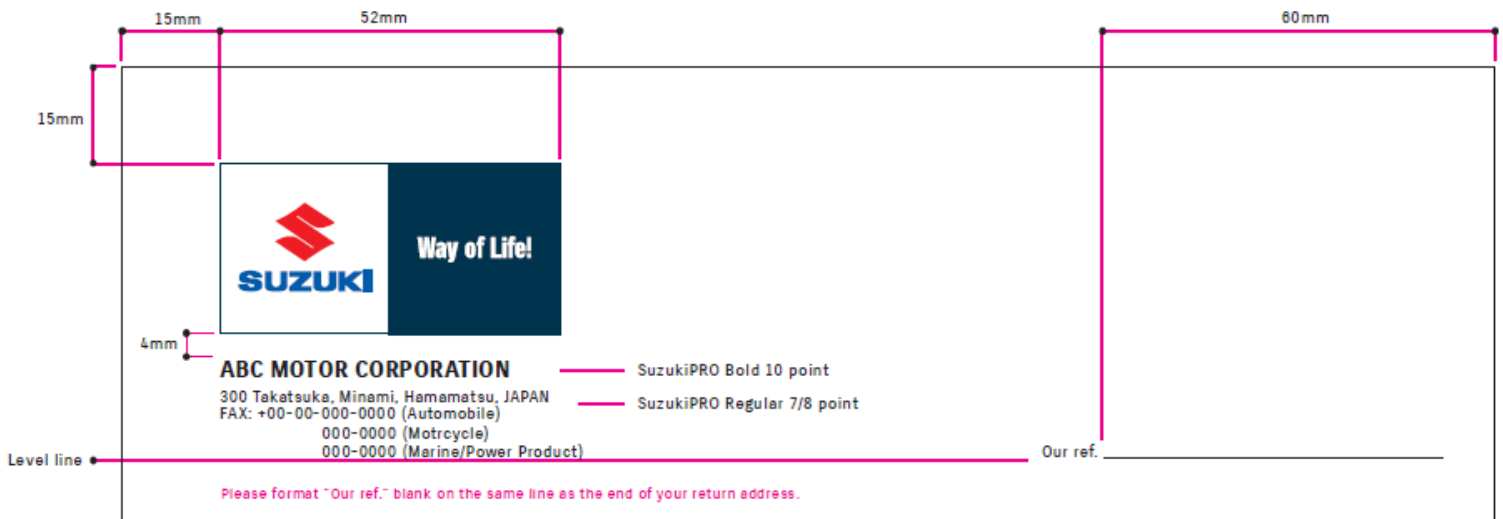 15mm 52mm 60mm
15mm
SUZUKI
Way of Life!
4mm
ABC MOTOR CORPORATION
SuzukiPRO Bold 10 point
300 Takatsuka, Minami, Hamamatsu, JAPAN
SuzukiPRO Regular 7/8 point
FAX: +00-00-000-0000 (Automobile)
000-0000 (Motrcycle)
000-0000 (Marine/Power Product)
Level line
Our ref.
Please format "Our ref." blank on the same line as the end of your return address.